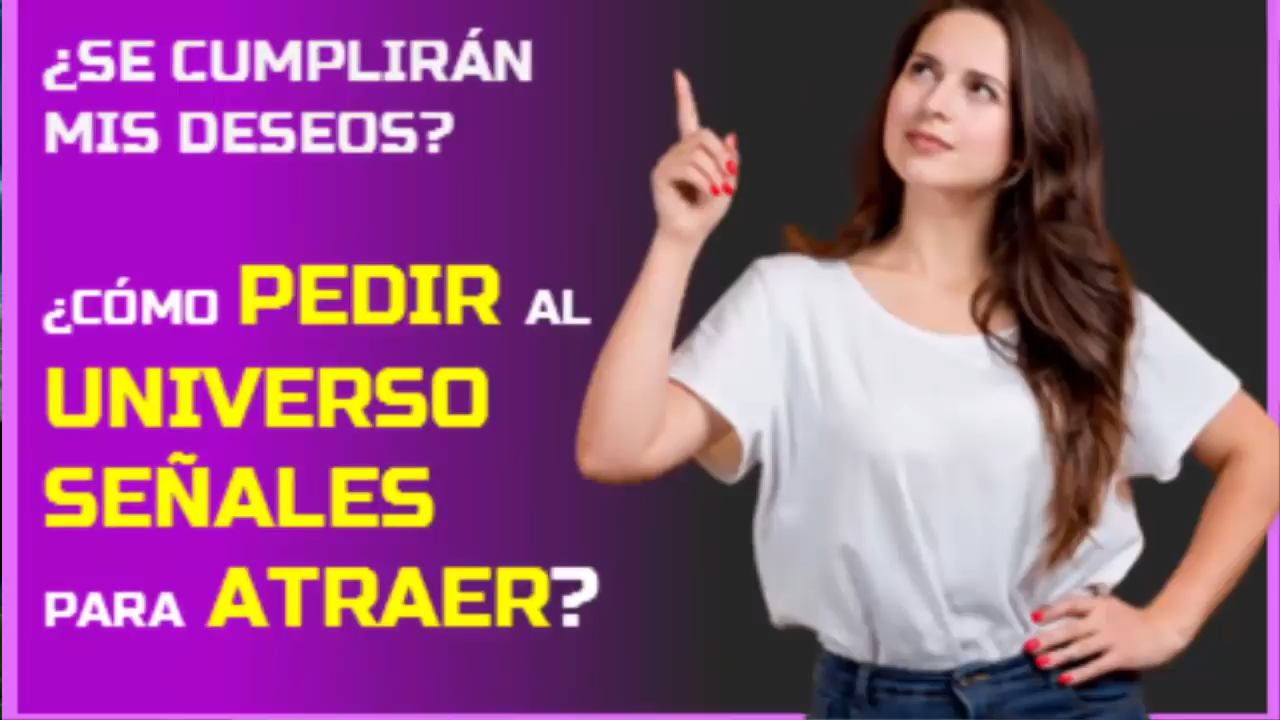 ¿SE CUMPLIRÁN
MIS DESEOS?
¿CÓMO PEDIR AL
UNIVERSO
SEÑALES
PARA ATRAER?